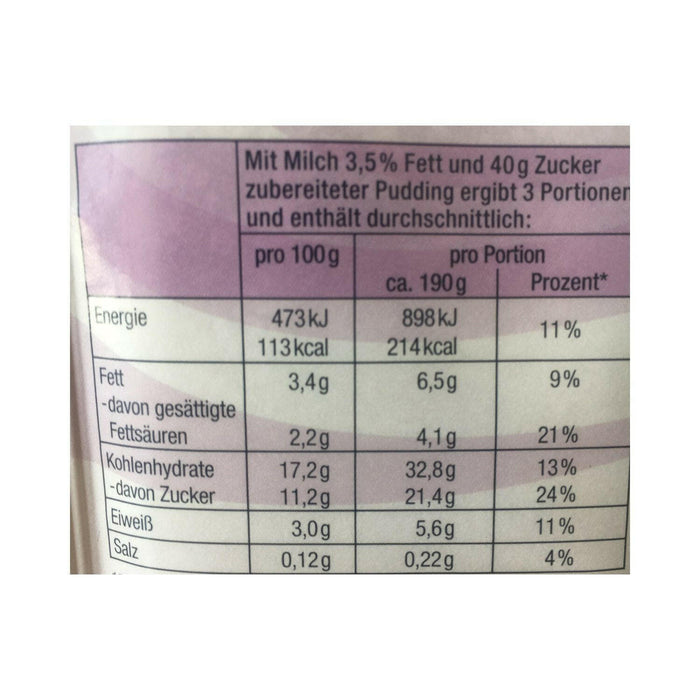 Mit Milch 3,5% Fett und 40g Zucker
zubereiteter Pudding ergibt 3 Portionen
und enthält durchschnittlich:
pro 100g pro Portion
ca. 190g Prozent*
Energie 473kJ 898kJ 11%
113kcal 214kcal
Fett 3,4g 6,5g 9%
-davon gesättigte
Fettsäuren 2,2g 4,1g 21%
Kohlenhydrate 17,2g 32,8g 13%
-davon Zucker 11,2g 21,4g 24%
Eiweiß 3,0g 5,6g 11%
Salz 0,12g 0,22g 4%